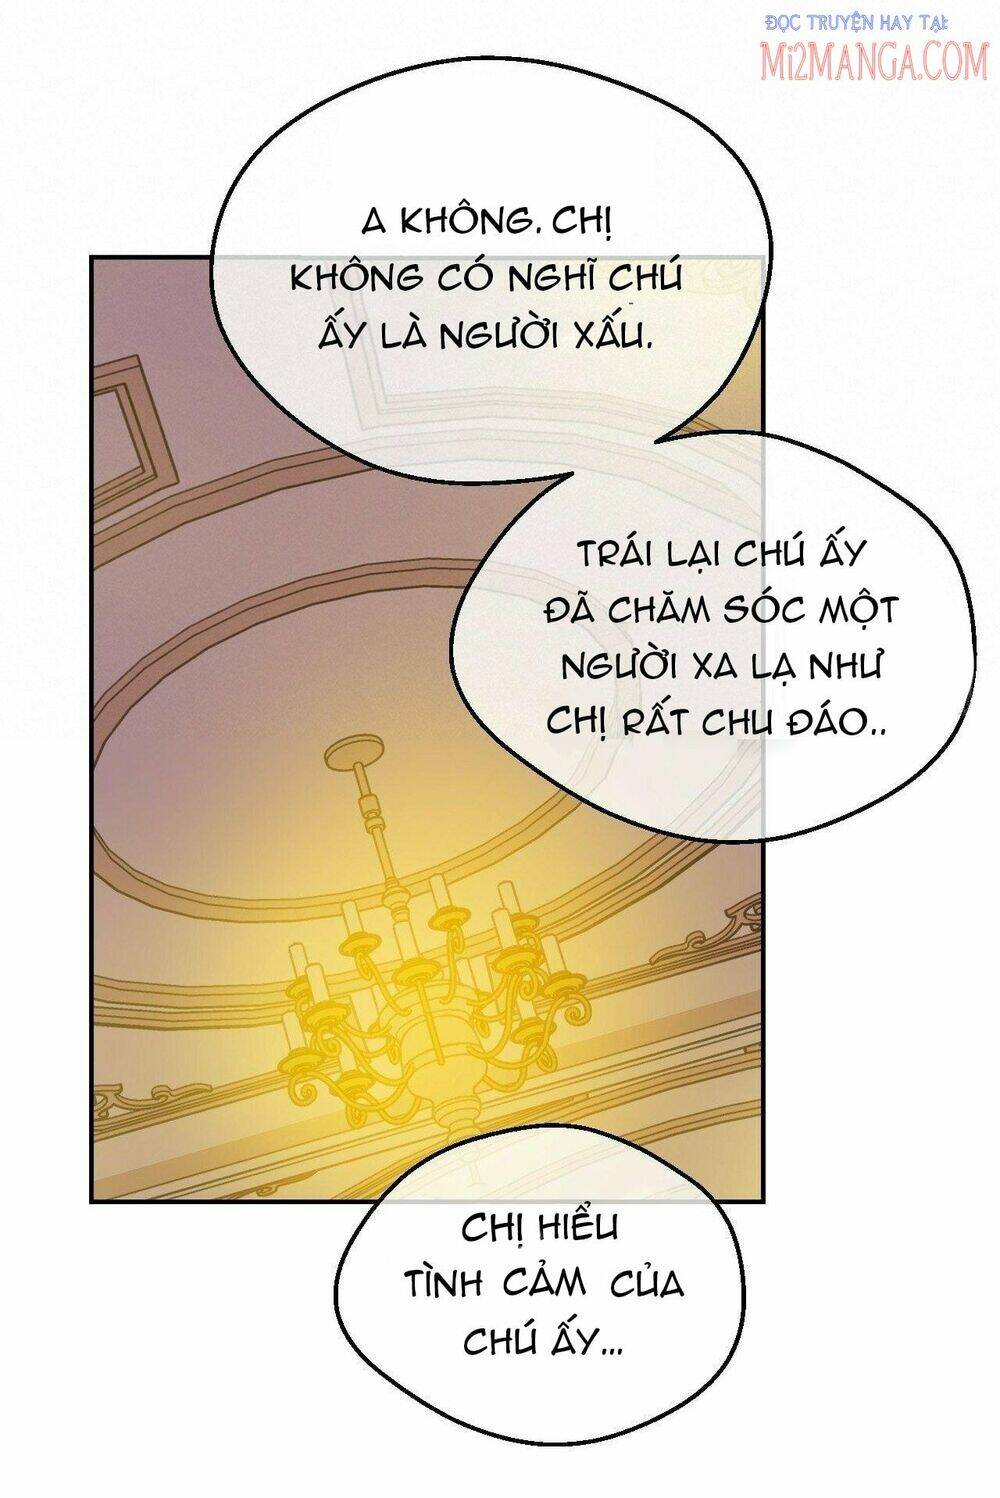 ĐỌC TRUYỆN HAY TẠI:
MI2MANGA.COM
A KHÔNG. CHỊ
KHÔNG CÓ NGHĨ CHÚ
ẤY LÀ NGƯỜI XẤU.
TRÁI LẠI CHÚ ẤY
ĐÃ CHĂM SÓC MỘT
NGƯỜI XA LẠ NHƯ
CHỊ RẤT CHU ĐÁO..
CHỊ HIỂU
TÌNH CẢM CỦA
CHÚ ẤY...